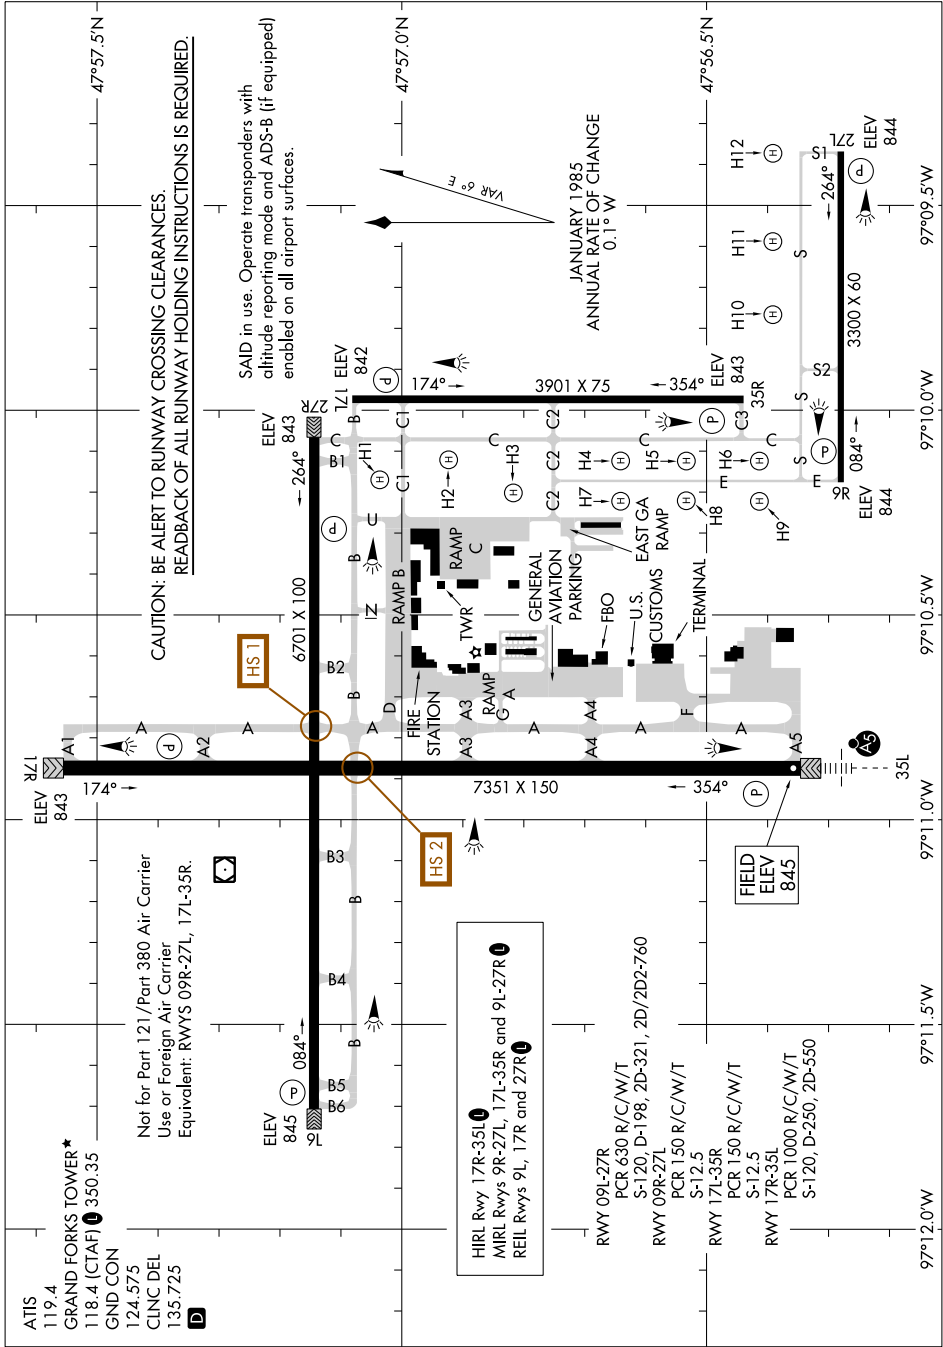 ATIS
119.4
GRAND FORKS TOWER★
118.4 (CTAF) L 350.35
GND CON
124.575
CLNC DEL
135.725
D
CAUTION: BE ALERT TO RUNWAY CROSSING CLEARANCES.
READBACK OF ALL RUNWAY HOLDING INSTRUCTIONS IS REQUIRED.
SAID in use. Operate transponders with
altitude reporting mode and ADS-B (if equipped)
enabled on all airport surfaces.
Not for Part 121/Part 380 Air Carrier
Use or Foreign Air Carrier
Equivalent: RWYS 09R-27L, 17L-35R.
47°57.5'N
47°57.0'N
47°56.5'N
VAR 6° E
JANUARY 1985
ANNUAL RATE OF CHANGE
0.1° W
17R
ELEV
843
174°
A1
A
P
A2
A
HS 1
HS 2
6701 X 100
ELEV
843
27R
264°
P
B1
C
B2
B
B
B
U
IN
A
D
B3
B
B4
B
B5
B6
084°
P
ELEV
845
9L
17L
ELEV
842
P
174°
3901 X 75
354°
ELEV
843
35R
P
C1
C1
C
C2
C2
C2
C
C3
C
H1
H
H2
H
H3
H
H4
H
H5
H
H6
H
H7
H
H8
H
H9
H
H10
H
H11
H
H12
H
E
E
S
S
S
S2
S1
9R
ELEV
844
084°
P
3300 X 60
264°
27L
ELEV
844
P
RAMP B
RAMP
C
TWR
FIRE
STATION
RAMP
A
G
GENERAL
AVIATION
PARKING
EAST GA
RAMP
FBO
U.S.
CUSTOMS
TERMINAL
A3
A3
A
A4
A4
F
A
A5
7351 X 150
354°
P
FIELD
ELEV
845
A5
35L
HIRL Rwy 17R-35L L
MIRL Rwys 9R-27L, 17L-35R and 9L-27R L
REIL Rwys 9L, 17R and 27R L
RWY 09L-27R
PCR 630 R/C/W/T
S-120, D-198, 2D-321, 2D/2D2-760
RWY 09R-27L
PCR 150 R/C/W/T
S-12.5
RWY 17L-35R
PCR 150 R/C/W/T
S-12.5
RWY 17R-35L
PCR 1000 R/C/W/T
S-120, D-250, 2D-550
97°12.0'W
97°11.5'W
97°11.0'W
97°10.5'W
97°10.0'W
97°09.5'W